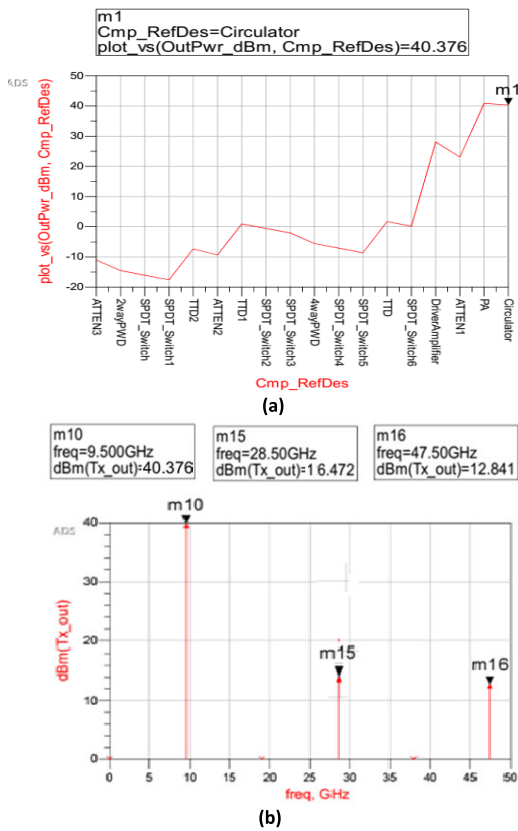 m1
Cmp_RefDes=Circulator
plot_vs(OutPwr_dBm, Cmp_RefDes)=40.376
ADS
m1
plot_vs(OutPwr_dBm, Cmp_RefDes)
50
40
30
20
10
0
-10
-20
ATTEN3
2wayPWD
SPDT_Switch
SPDT_Switch1
TTD2
ATTEN2
TTD1
SPDT_Switch2
SPDT_Switch3
4wayPWD
SPDT_Switch4
SPDT_Switch5
TTD
SPDT_Switch6
DriverAmplifier
ATTEN1
PA
Circulator
Cmp_RefDes
(a)
m10
freq=9.500GHz
dBm(Tx_out)=40.376
m15
freq=28.50GHz
dBm(Tx_out)=16.472
m16
freq=47.50GHz
dBm(Tx_out)=12.841
ADS
m10
m15
m16
dBm(Tx_out)
40
30
20
10
0
0 5 10 15 20 25 30 35 40 45 50
freq, GHz
(b)